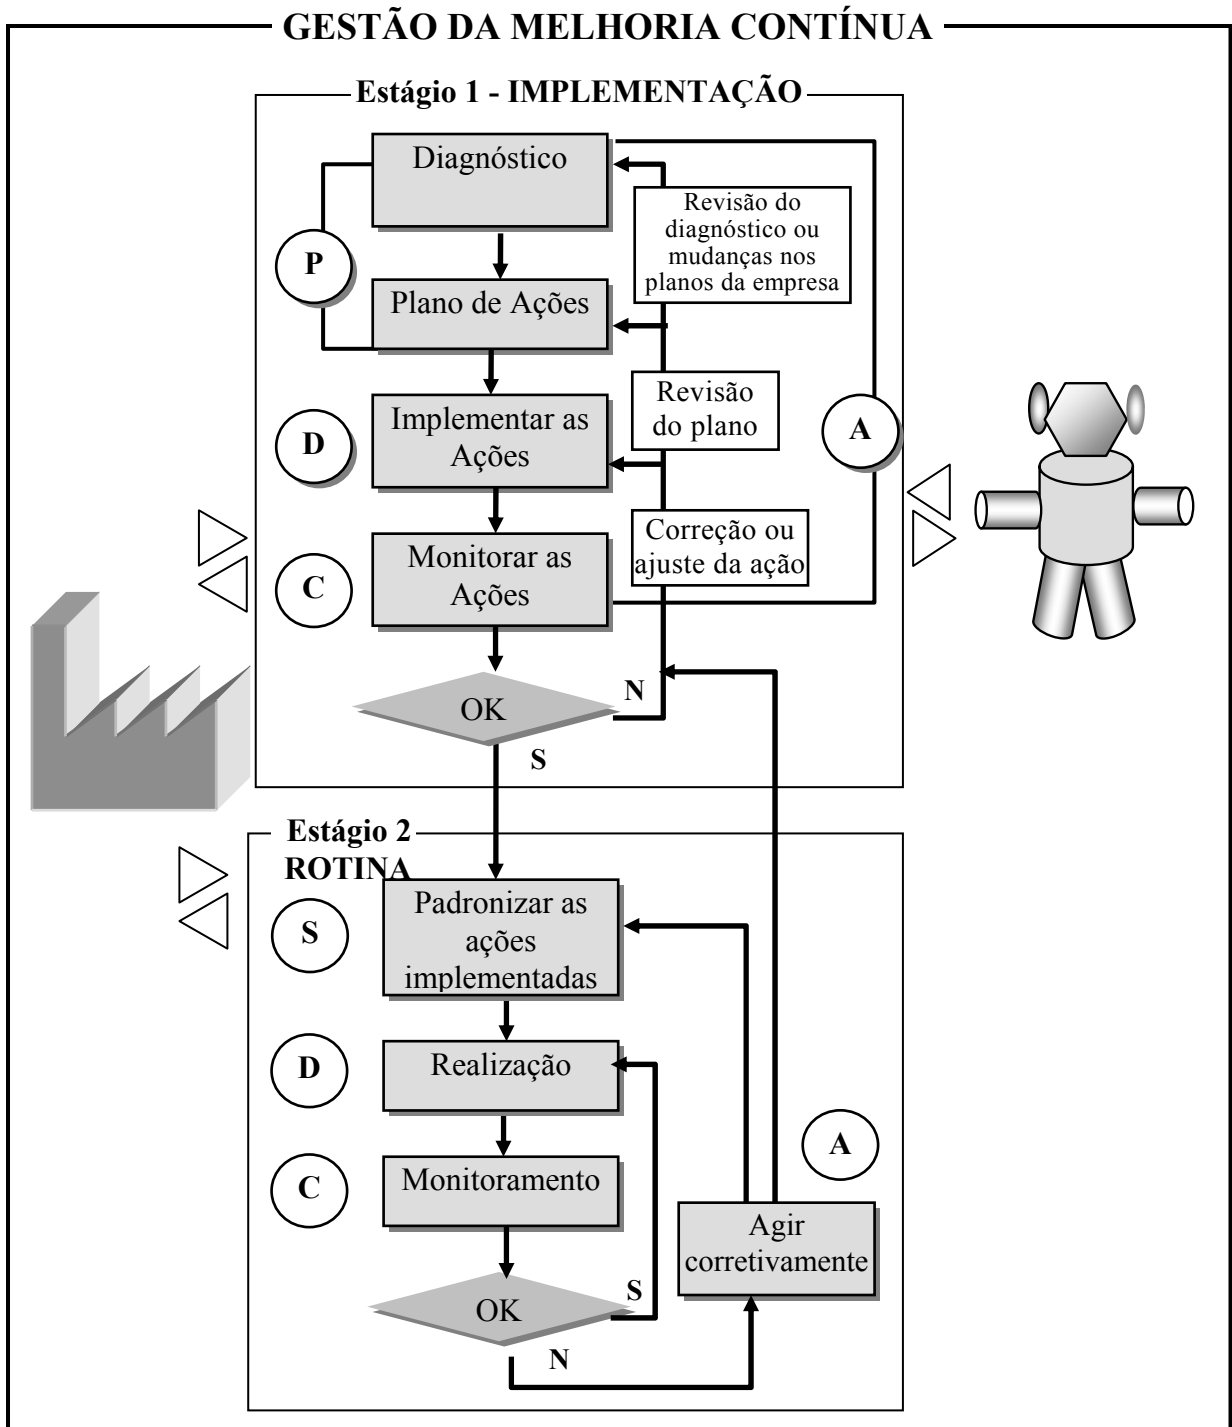 GESTÃO DA MELHORIA CONTÍNUA
Estágio 1 - IMPLEMENTAÇÃO
Diagnóstico
Revisão do
diagnóstico ou
mudanças nos
planos da empresa
P
Plano de Ações
Revisão
do plano
A
D
Implementar as
Ações
Correção ou
ajuste da ação
C
Monitorar as
Ações
OK
N
S
Estágio 2
ROTINA
S
Padronizar as
ações
implementadas
D
Realização
A
C
Monitoramento
Agir
corretivamente
OK
S
N